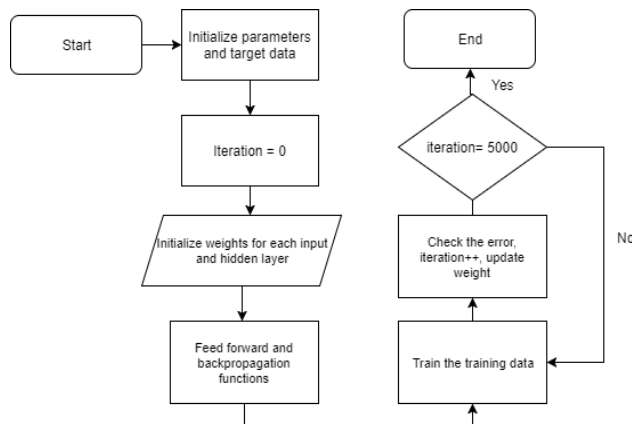 Start
Initialize parameters
and target data
Iteration = 0
Initialize weights for each input
and hidden layer
Feed forward and
backpropagation
functions
End
Yes
iteration= 5000
No
Check the error,
iteration++, update
weight
Train the training data